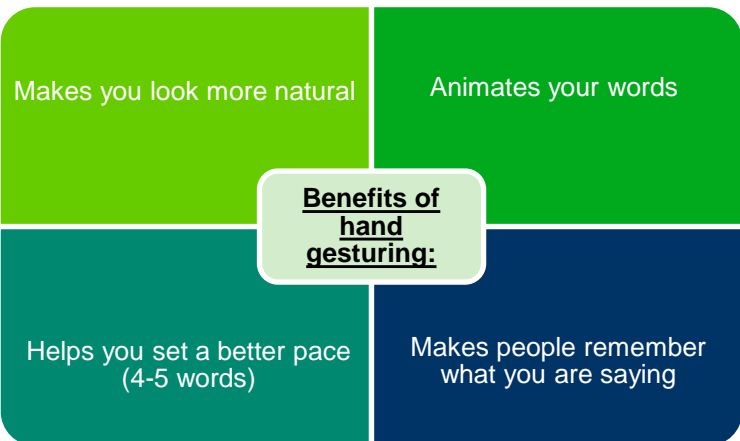 Makes you look more natural
Animates your words
Benefits of
hand
gesturing:
Helps you set a better pace
(4-5 words)
Makes people remember
what you are saying